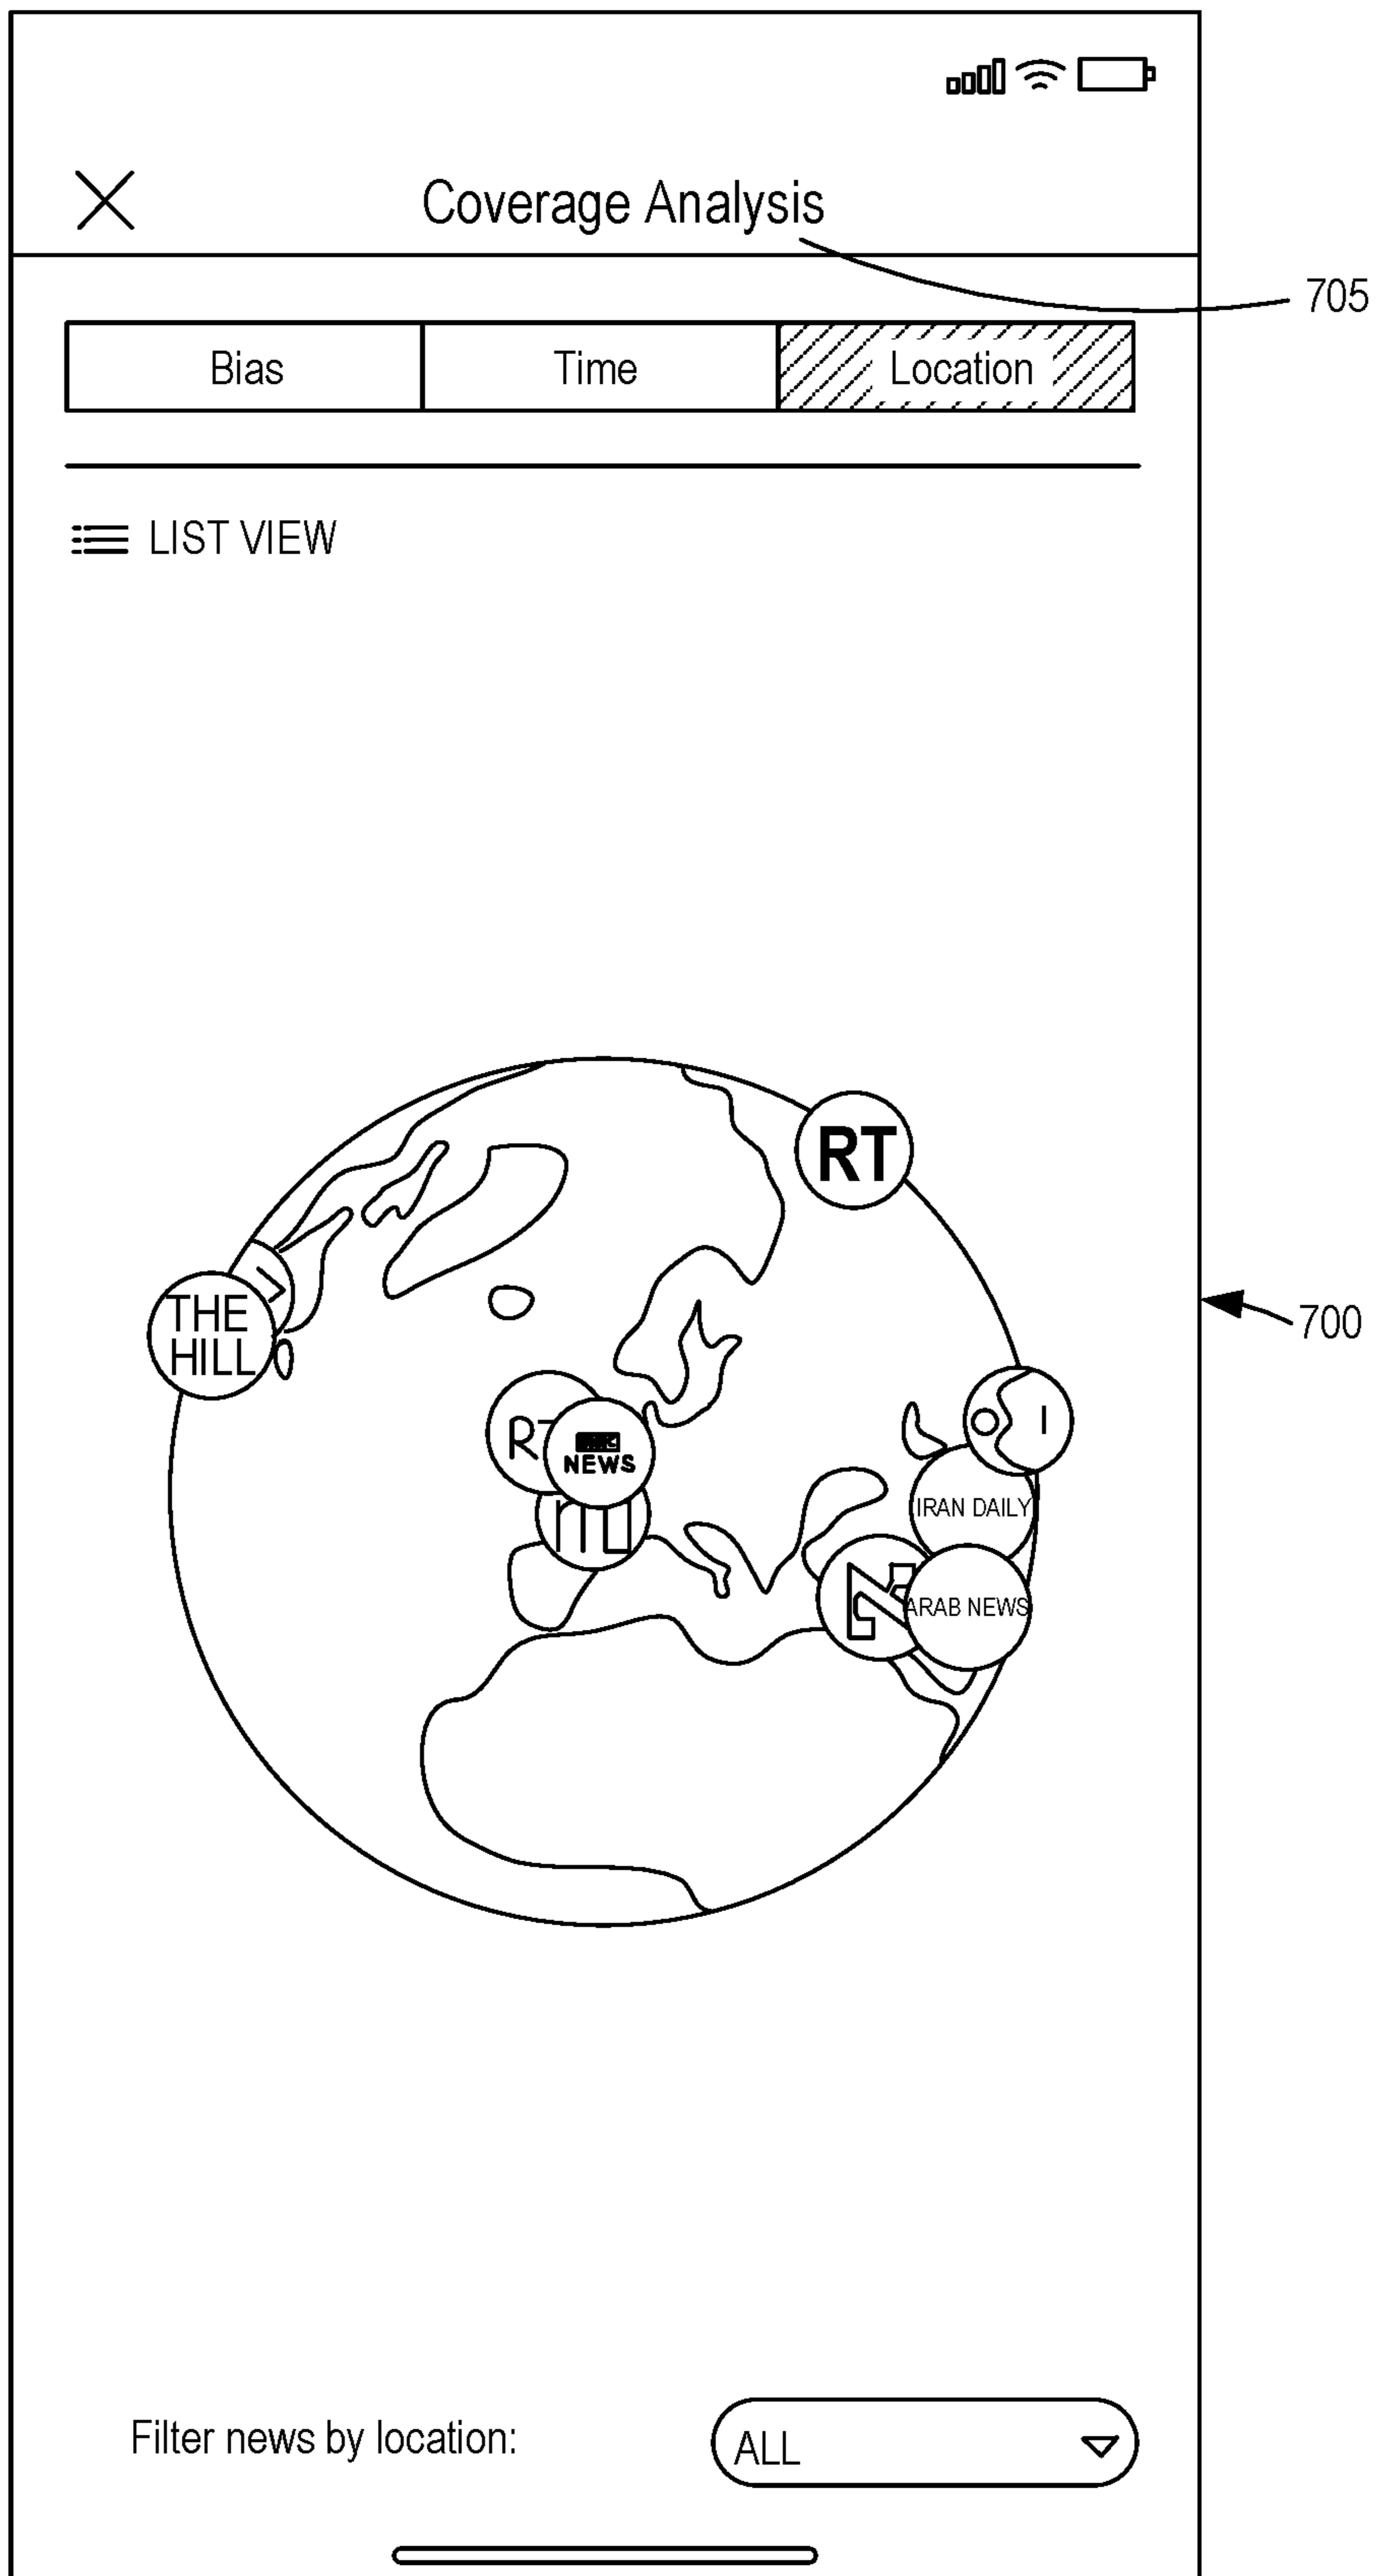 Coverage Analysis
705
Bias
Time
Location
LIST VIEW
RT
THE
HILL
700
NEWS
IRAN DAILY
ARAB NEWS
Filter news by location:
ALL